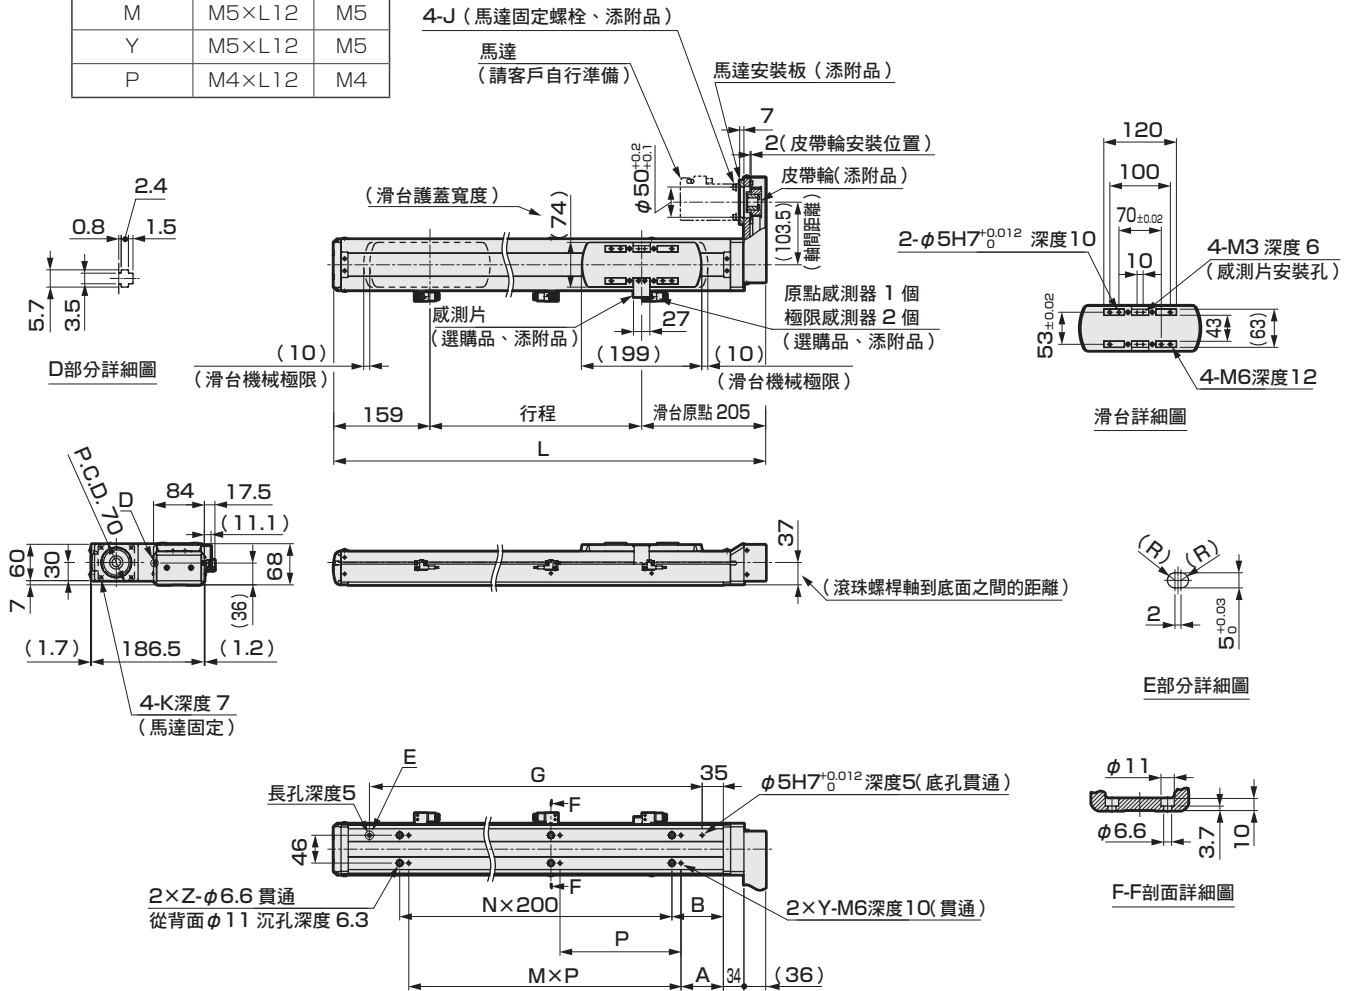 M M5×L12 M5
Y M5×L12 M5
P M4×L12 M4
4-J（馬達固定螺栓、添附品）
馬達
（請客戶自行準備）
馬達安裝板（添附品）
7
2（皮帶輪安裝位置）
皮帶輪（添附品）
φ50+0.2 +0.1
（滑台護蓋寬度）
（74）
（103.5）
（軸間距離）
感測片
（選購品、添附品）
27
原點感測器 1 個
極限感測器 2 個
（選購品、添附品）
（10）
（滑台機械極限）
（199）
（10）
（滑台機械極限）
159
行程
滑台原點 205
L
2.4
0.8
1.5
5.7
3.5
D部分詳細圖
120
100
70±0.02
10
2-φ5H7+0.012 0 深度10
4-M3 深度 6
（感測片安裝孔）
53±0.02
43
（63）
4-M6深度12
滑台詳細圖
P.C.D. 70
D
84
17.5
（11.1）
60
30
7
68
（36）
（1.7）
186.5
（1.2）
4-K深度 7
（馬達固定）
37
（滾珠螺桿軸到底面之間的距離）
（R）
（R）
2
5+0.03 0
E部分詳細圖
E
G
35
長孔深度5
F
φ5H7+0.012 0 深度5（底孔貫通）
46
F
2×Z-φ6.6 貫通
從背面φ11 沉孔深度 6.3
N×200
B
2×Y-M6深度10（貫通）
P
M×P
A
34
（36）
φ11
φ6.6
3.7
10
F-F剖面詳細圖